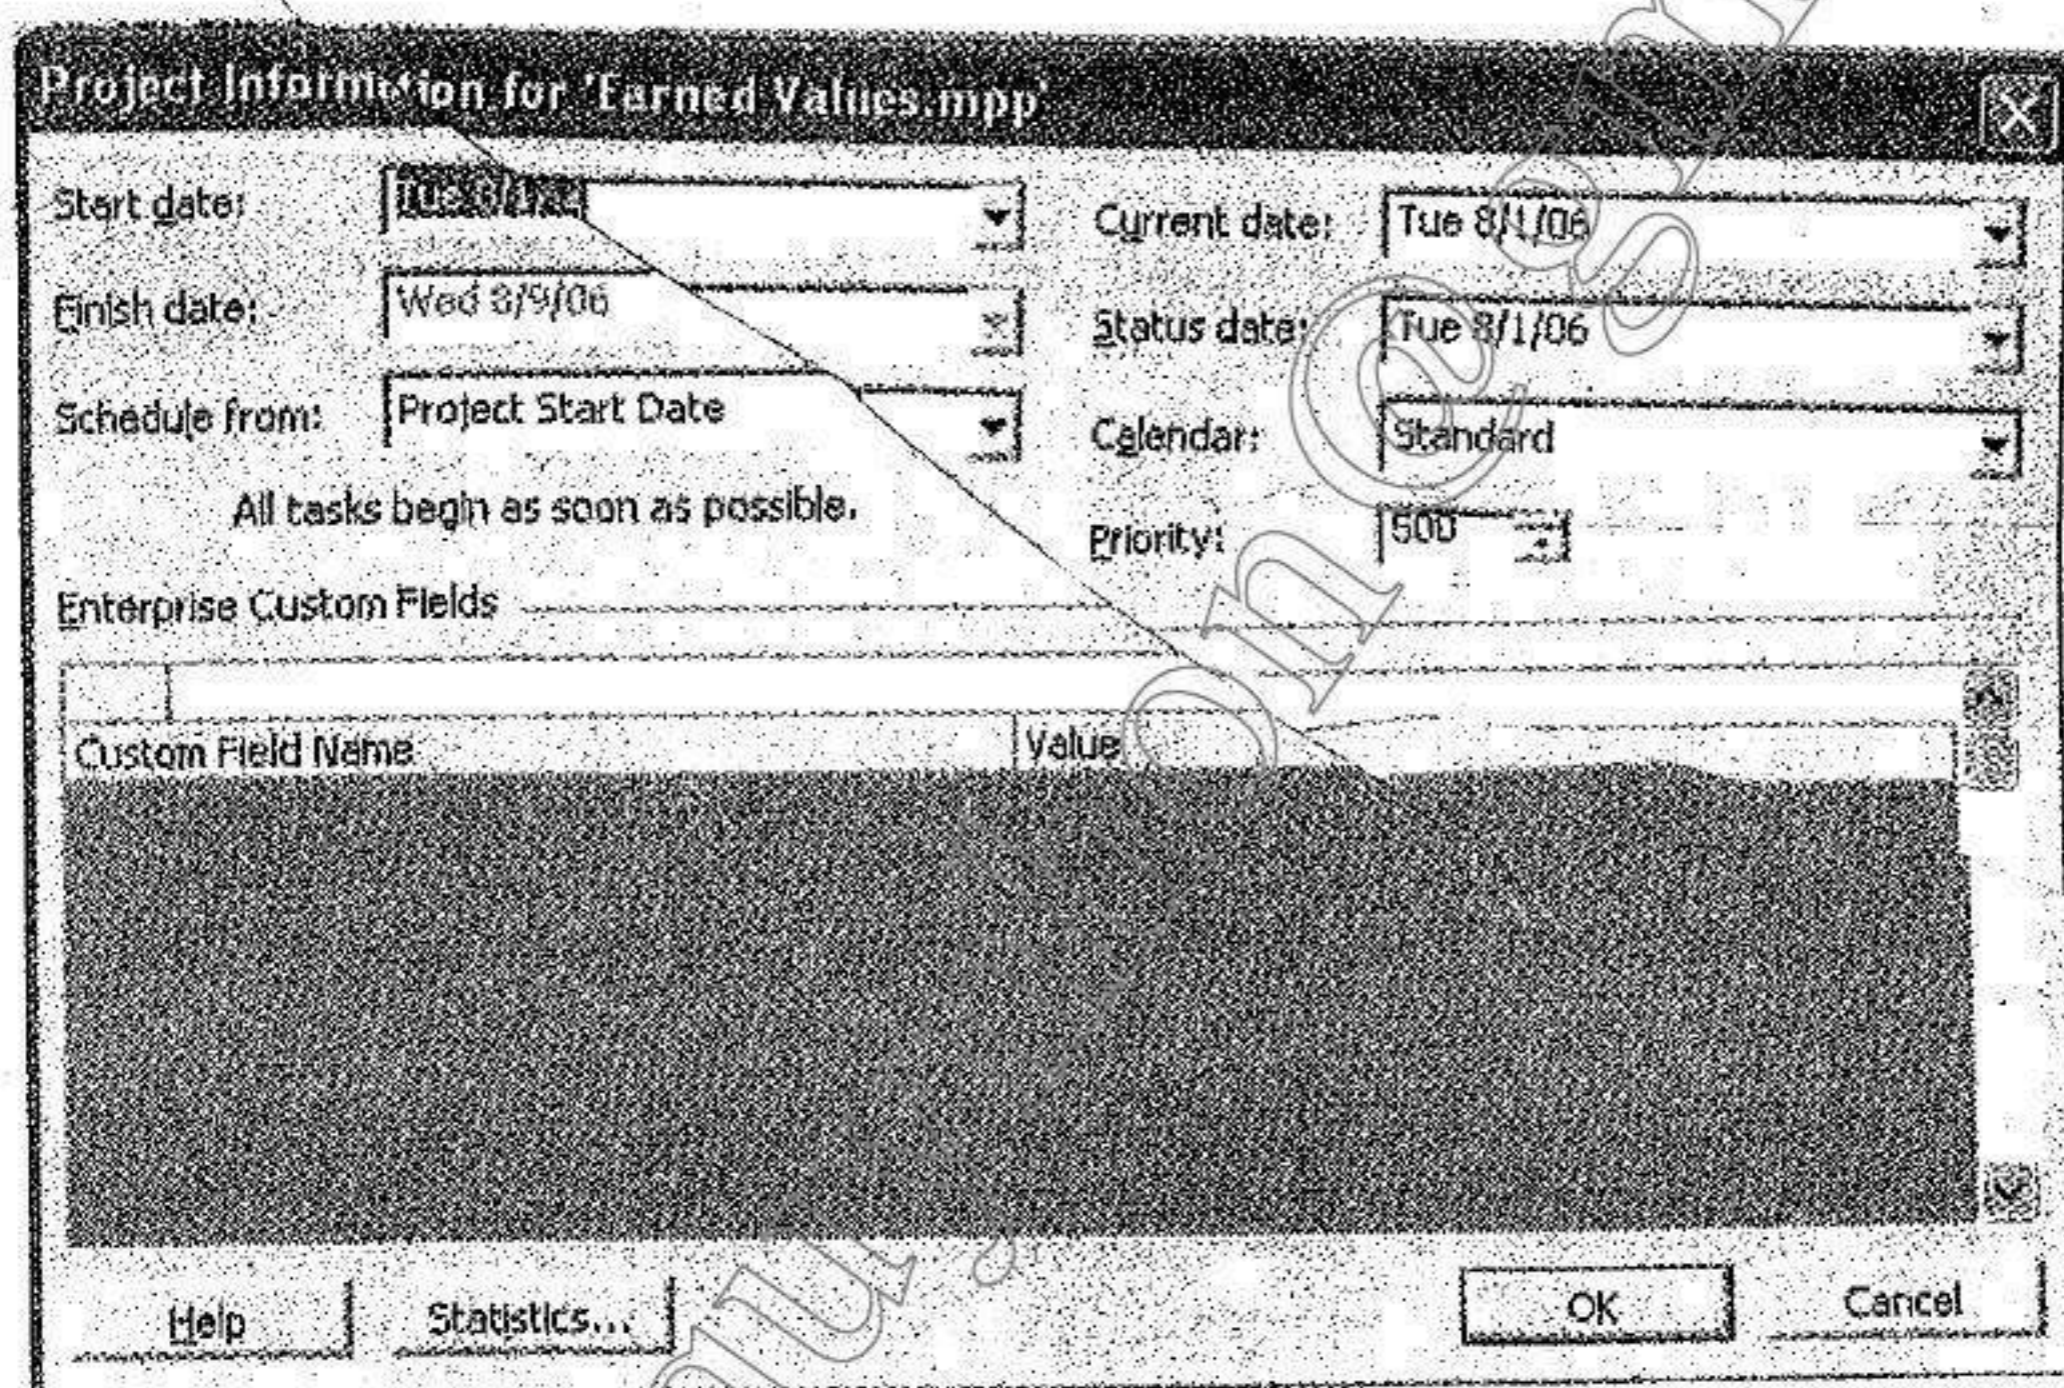 Project Information for 'Earned Values.mpp'
Start date: Tue
Current date: Tue 8/1/06
Finish date: Wed 8/9/06
Status date: Tue 8/1/06
Schedule from: Project Start Date
Calendar: Standard
All tasks begin as soon as possible.
Priority: 500
Enterprise Custom Fields
Custom Field Name Value
Help Statistics... OK Cancel